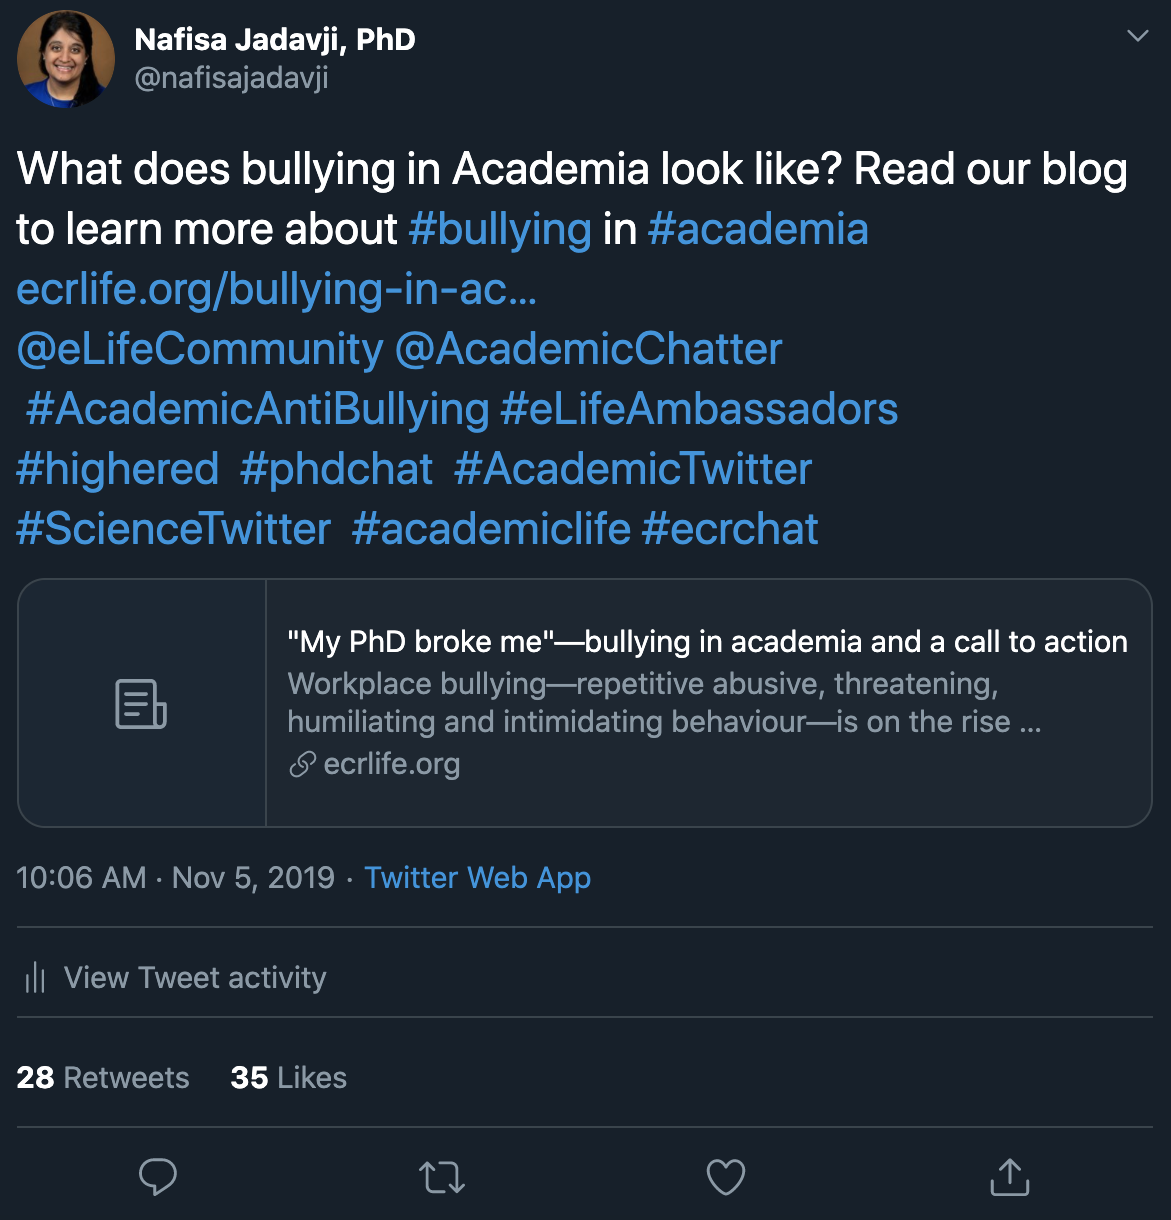 Nafisa Jadavji, PhD
@nafisajadavji
What does bullying in Academia look like? Read our blog
to learn more about #bullying in #academia
ecrlife.org/bullying-in-ac...
@eLifeCommunity @AcademicChatter
#AcademicAntiBullying #eLifeAmbassadors
#highered #phdchat #AcademicTwitter
#ScienceTwitter #academiclife #ecrchat
"My PhD broke me"—bullying in academia and a call to action
Workplace bullying—repetitive abusive, threatening,
humiliating and intimidating behaviour—is on the rise ...
ecrlife.org
10:06 AM · Nov 5, 2019 · Twitter Web App
View Tweet activity
28 Retweets 35 Likes